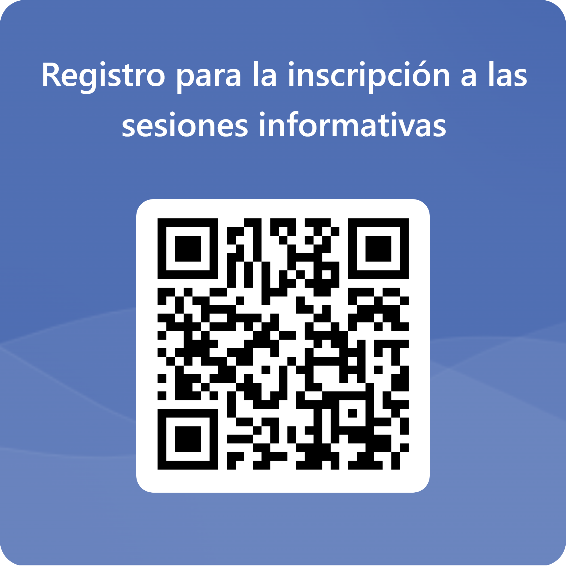 Registro para la inscripción a las
sesiones informativas